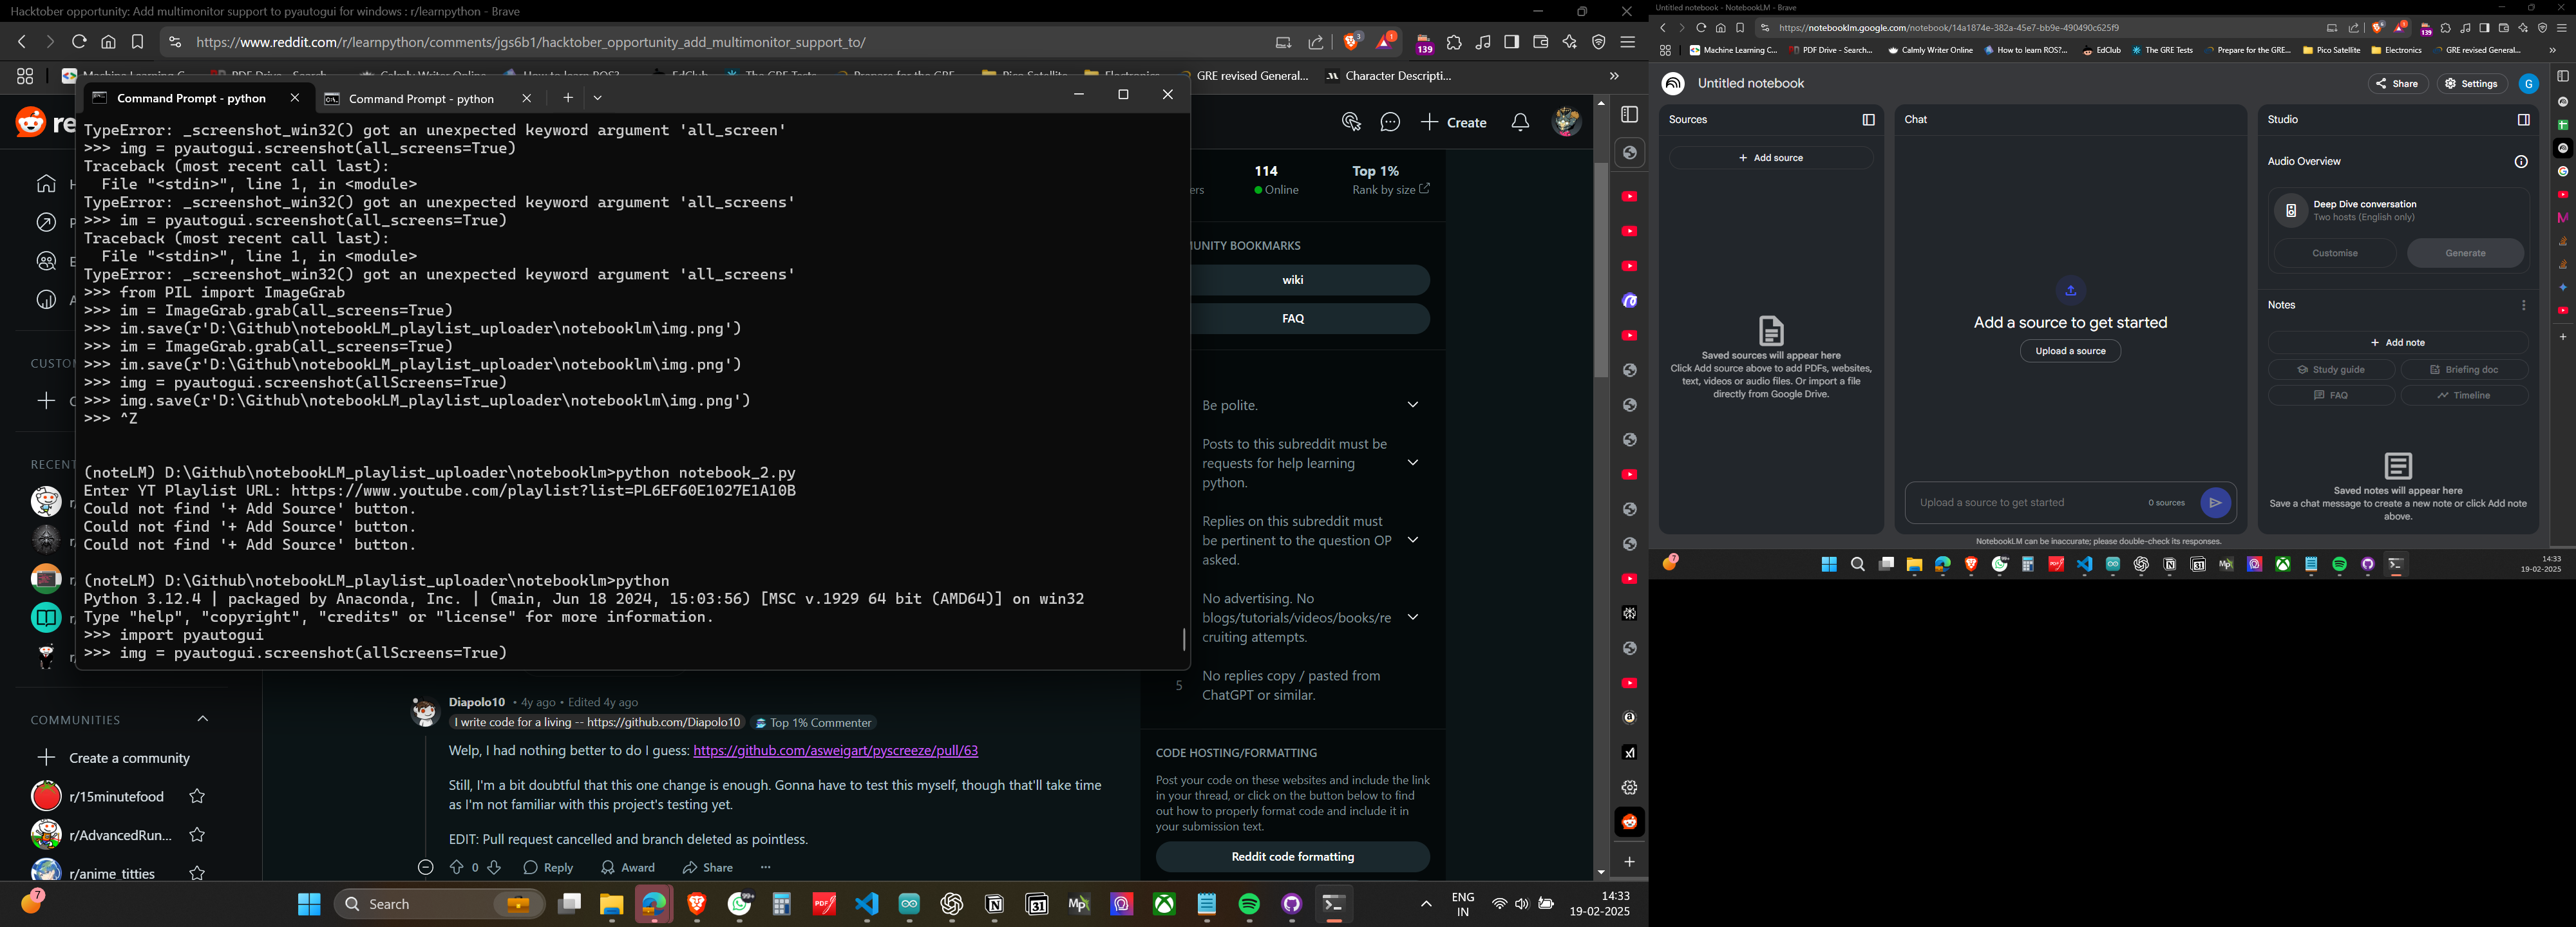 Hacktober opportunity: Add multimonitor support to pyautogui for windows : r/learnpython - Brave
https://www.reddit.com/r/learnpython/comments/jgs6b1/hacktober_opportunity_add_multimonitor_support_to/
3
1
139
GRE revised General...
Character Descripti...
Command Prompt - python
Command Prompt - python
TypeError: _screenshot_win32() got an unexpected keyword argument 'all_screen'
>>> img = pyautogui.screenshot(all_screens=True)
Traceback (most recent call last):
File "<stdin>", line 1, in <module>
TypeError: _screenshot_win32() got an unexpected keyword argument 'all_screens'
>>> im = pyautogui.screenshot(all_screens=True)
Traceback (most recent call last):
File "<stdin>", line 1, in <module>
TypeError: _screenshot_win32() got an unexpected keyword argument 'all_screens'
>>> from PIL import ImageGrab
>>> im = ImageGrab.grab(all_screens=True)
>>> im.save(r'D:\Github\notebookLM_playlist_uploader\notebooklm\img.png')
>>> im = ImageGrab.grab(all_screens=True)
>>> im.save(r'D:\Github\notebookLM_playlist_uploader\notebooklm\img.png')
>>> img = pyautogui.screenshot(allScreens=True)
>>> img.save(r'D:\Github\notebookLM_playlist_uploader\notebooklm\img.png')
>>> ^Z
(noteLM) D:\Github\notebookLM_playlist_uploader\notebooklm>python notebook_2.py
Enter YT Playlist URL: https://www.youtube.com/playlist?list=PL6EF60E1027E1A10B
Could not find '+ Add Source' button.
Could not find '+ Add Source' button.
Could not find '+ Add Source' button.
(noteLM) D:\Github\notebookLM_playlist_uploader\notebooklm>python
Python 3.12.4 | packaged by Anaconda, Inc. | (main, Jun 18 2024, 15:03:56) [MSC v.1929 64 bit (AMD64)] on win32
Type "help", "copyright", "credits" or "license" for more information.
>>> import pyautogui
>>> img = pyautogui.screenshot(allScreens=True)
re
CUSTOM
RECENT
COMMUNITIES
Create a community
r/15minutefood
r/AdvancedRun...
r/anime_titties
Create
114
Online
Top 1%
Rank by size
UNITY BOOKMARKS
wiki
FAQ
Be polite.
Posts to this subreddit must be
requests for help learning
python.
Replies on this subreddit must
be pertinent to the question OP
asked.
No advertising. No
blogs/tutorials/videos/books/re
cruiting attempts.
5
No replies copy / pasted from
ChatGPT or similar.
CODE HOSTING/FORMATTING
Post your code on these websites and include the link
in your thread, or click on the button below to find
out how to properly format code and include it in
your submission text.
Reddit code formatting
Diapolo10 • 4y ago • Edited 4y ago
I write code for a living -- https://github.com/Diapolo10
Top 1% Commenter
Welp, I had nothing better to do I guess: https://github.com/asweigart/pyscreeze/pull/63
Still, I'm a bit doubtful that this one change is enough. Gonna have to test this myself, though that'll take time
as I'm not familiar with this project's testing yet.
EDIT: Pull request cancelled and branch deleted as pointless.
0
Reply
Award
Share
7
Search
99+
ENG
IN
14:33
19-02-2025
Untitled notebook - NotebookLM - Brave
https://notebooklm.google.com/notebook/14a1874e-382a-45e7-bb9e-490490c625f9
139
Machine Learning C...
PDF Drive - Search...
Calmly Writer Online
How to learn ROS?...
EdClub
The GRE Tests
Prepare for the GRE...
Pico Satellite
Electronics
GRE revised General...
Untitled notebook
Share
Settings
G
Sources
Add source
Saved sources will appear here
Click Add source above to add PDFs, websites,
text, videos or audio files. Or import a file
directly from Google Drive.
Chat
Add a source to get started
Upload a source
Upload a source to get started
0 sources
NotebookLM can be inaccurate; please double-check its responses.
Studio
Audio Overview
Deep Dive conversation
Two hosts (English only)
Customise
Generate
Notes
Add note
Study guide
Briefing doc
FAQ
Timeline
Saved notes will appear here
Save a chat message to create a new note or click Add note
above.
7
14:33
19-02-2025